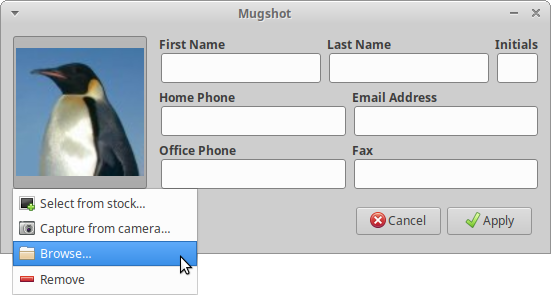 Mugshot
First Name Last Name Initials
Home Phone Email Address
Office Phone Fax
Select from stock...
Capture from camera...
Browse...
Remove
Cancel Apply